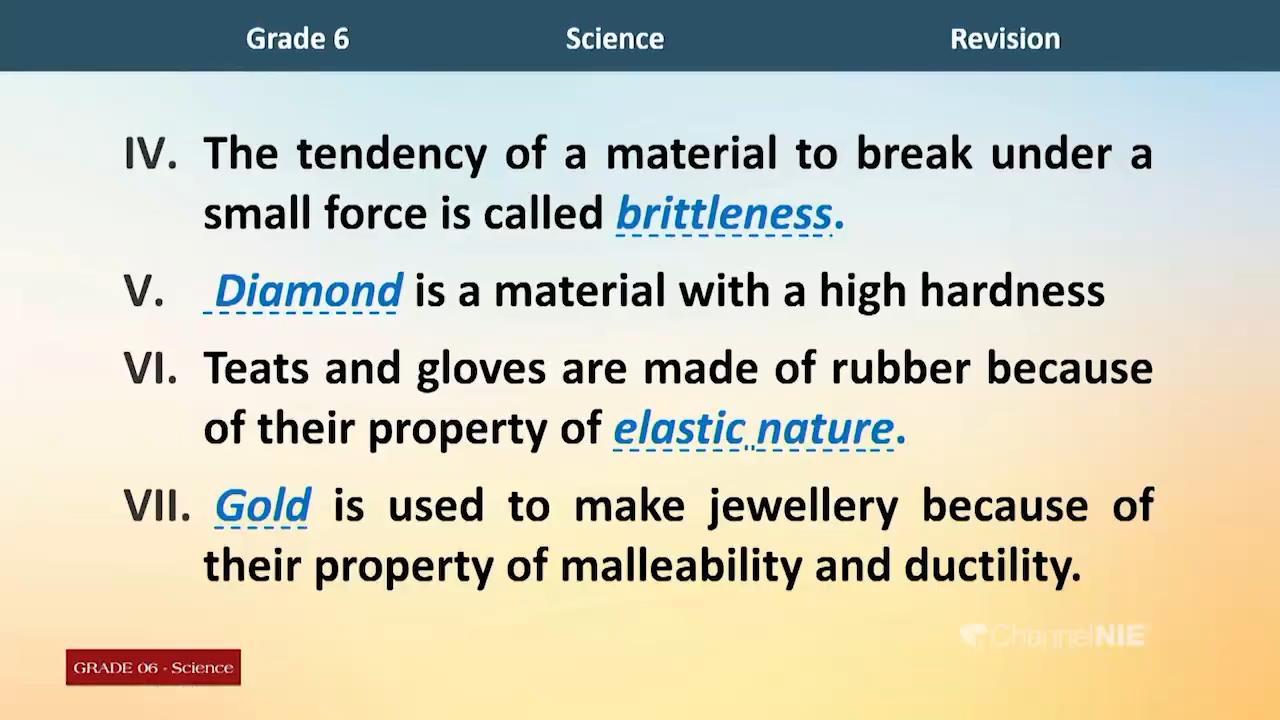 Grade 6 Science Revision
IV. The tendency of a material to break under a
small force is called brittleness.
V. Diamond is a material with a high hardness
VI. Teats and gloves are made of rubber because
of their property of elastic nature.
VII. Gold is used to make jewellery because of
their property of malleability and ductility.
ChannelNIE
GRADE 06 - Science